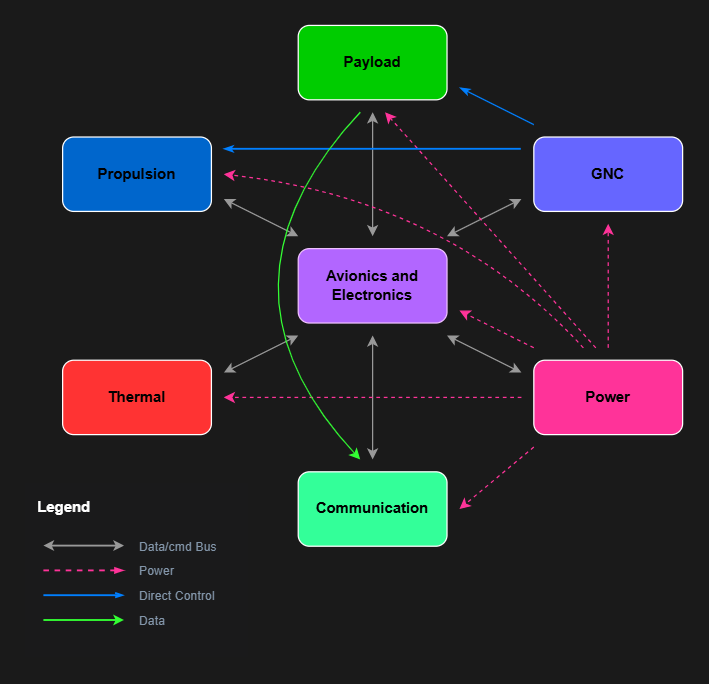 Payload
Propulsion
GNC
Avionics and
Electronics
Thermal
Power
Communication
Legend
Data/cmd Bus
Power
Direct Control
Data